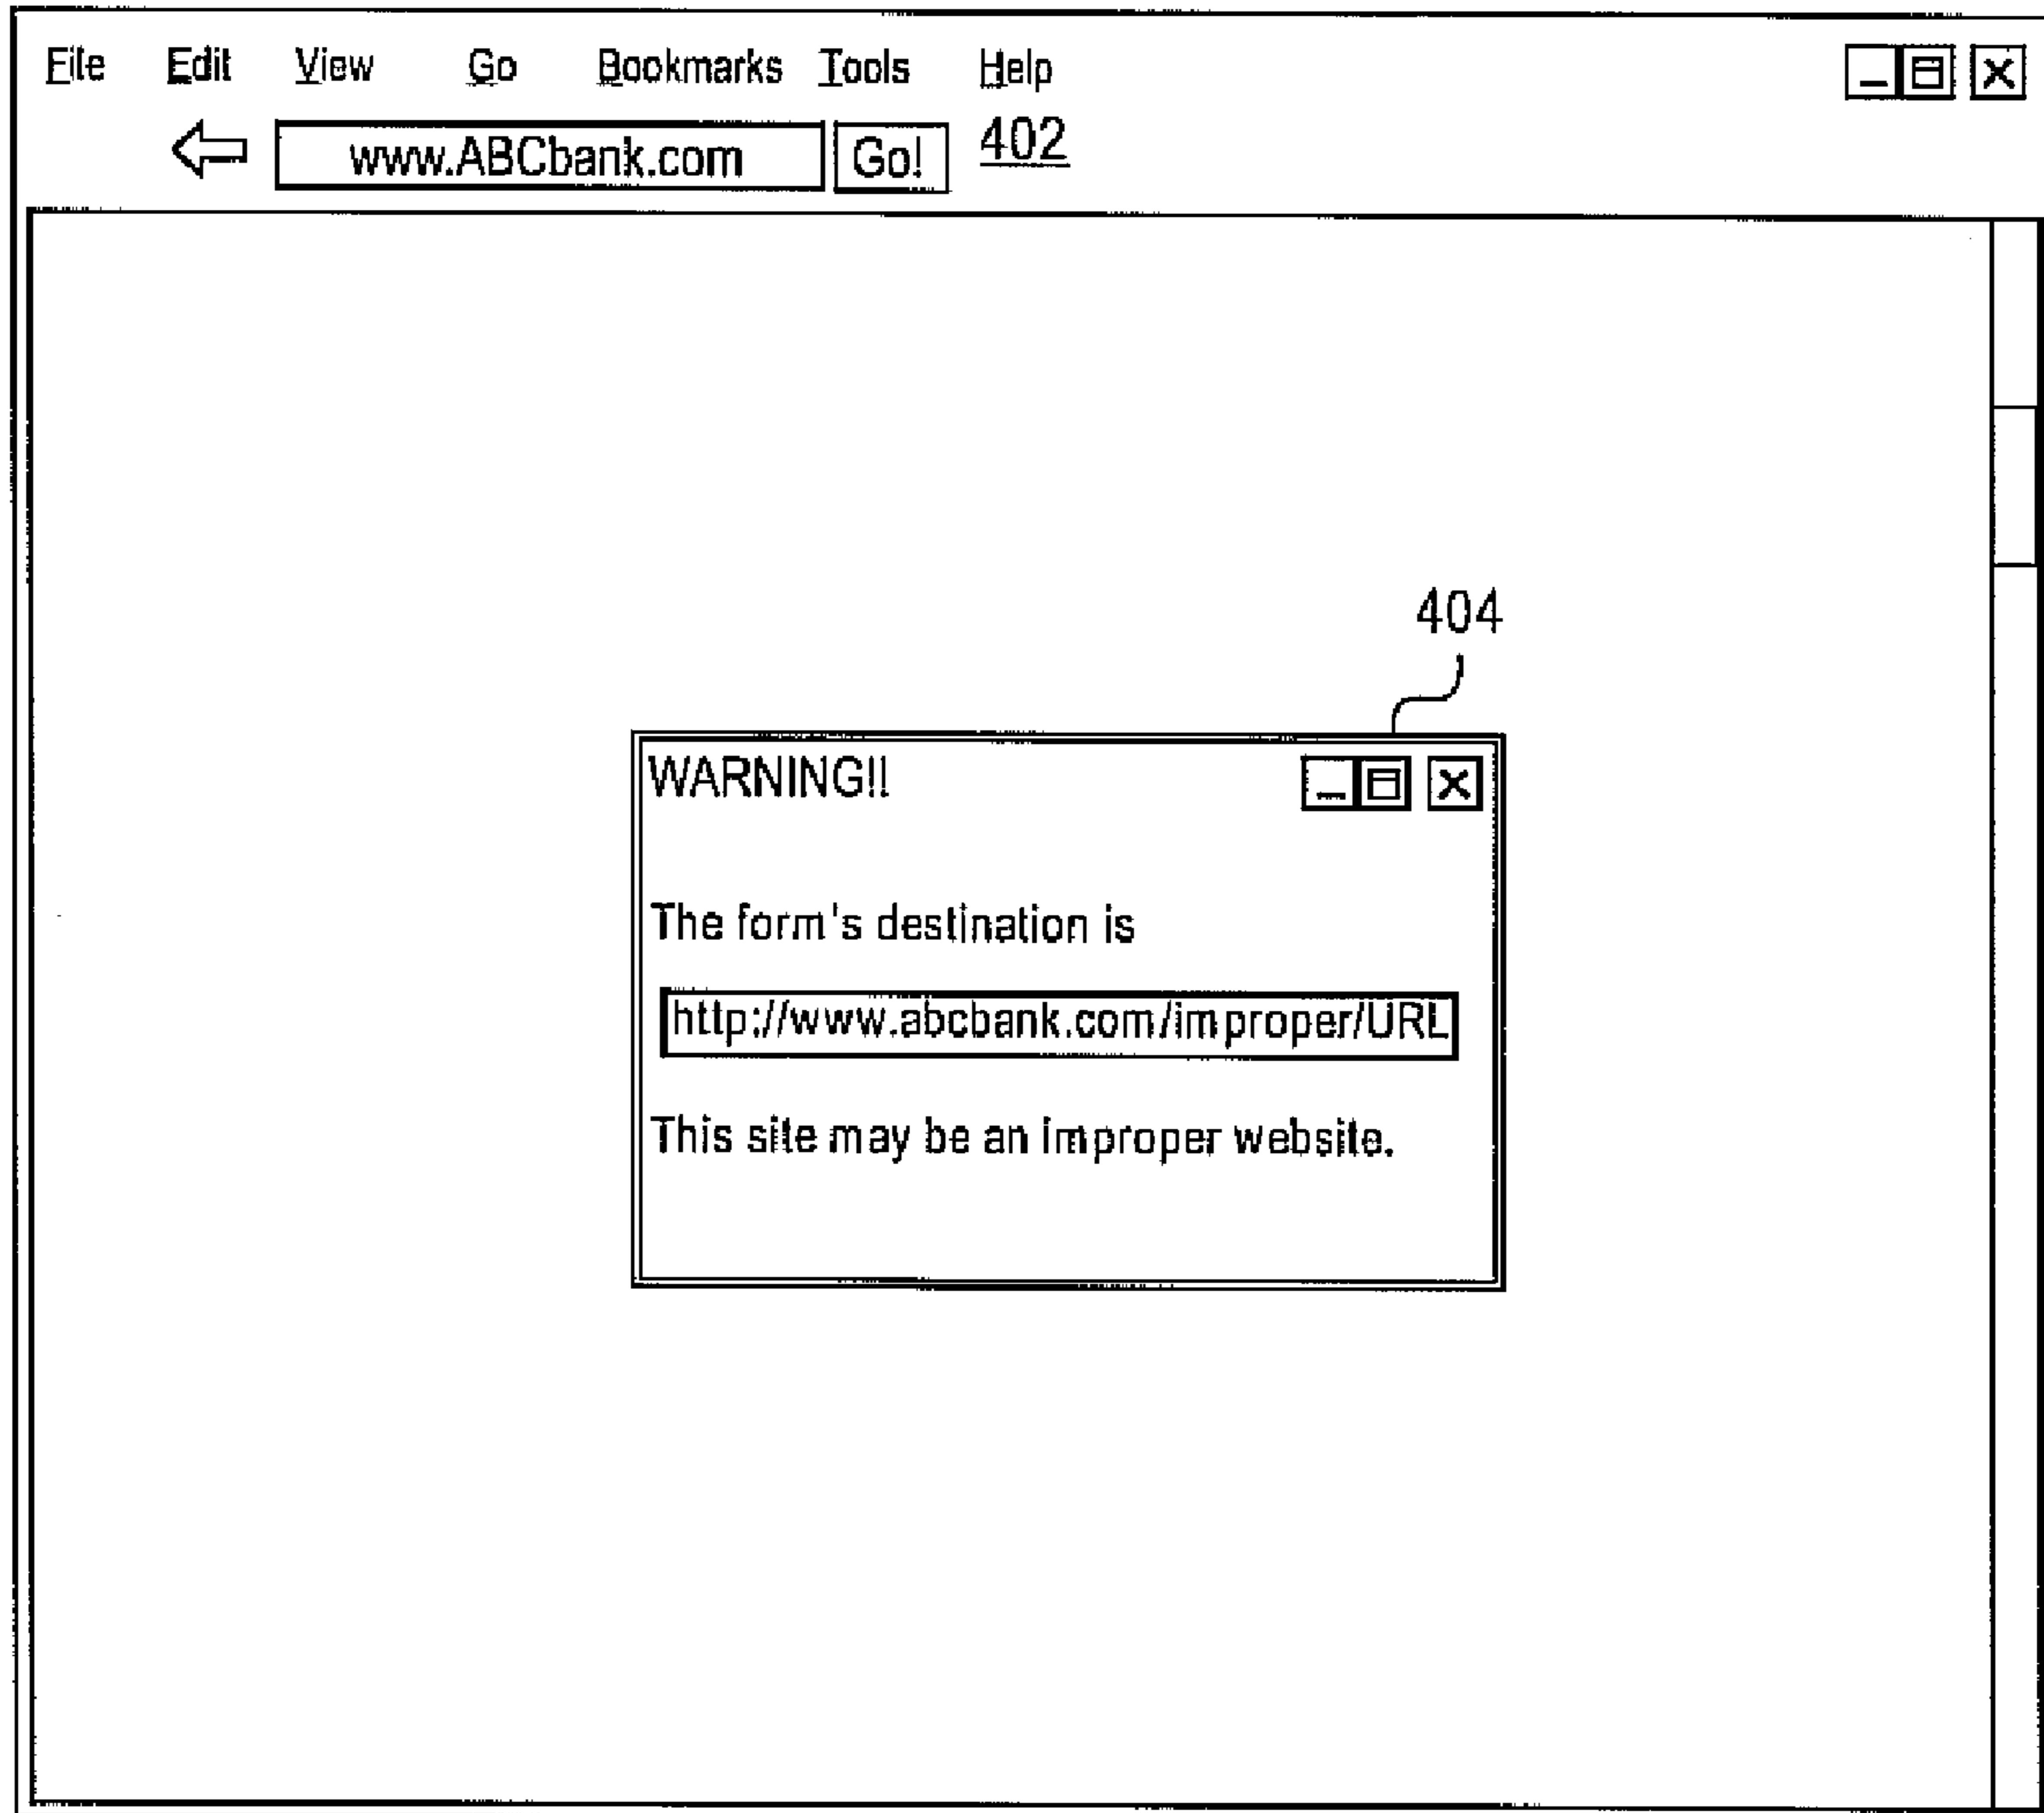 File Edit View Go Bookmarks Tools Help
www.ABCbank.com Go! 402
404
WARNING!!
The form's destination is
http://www.abcbank.com/improper/URL
This site may be an improper website.